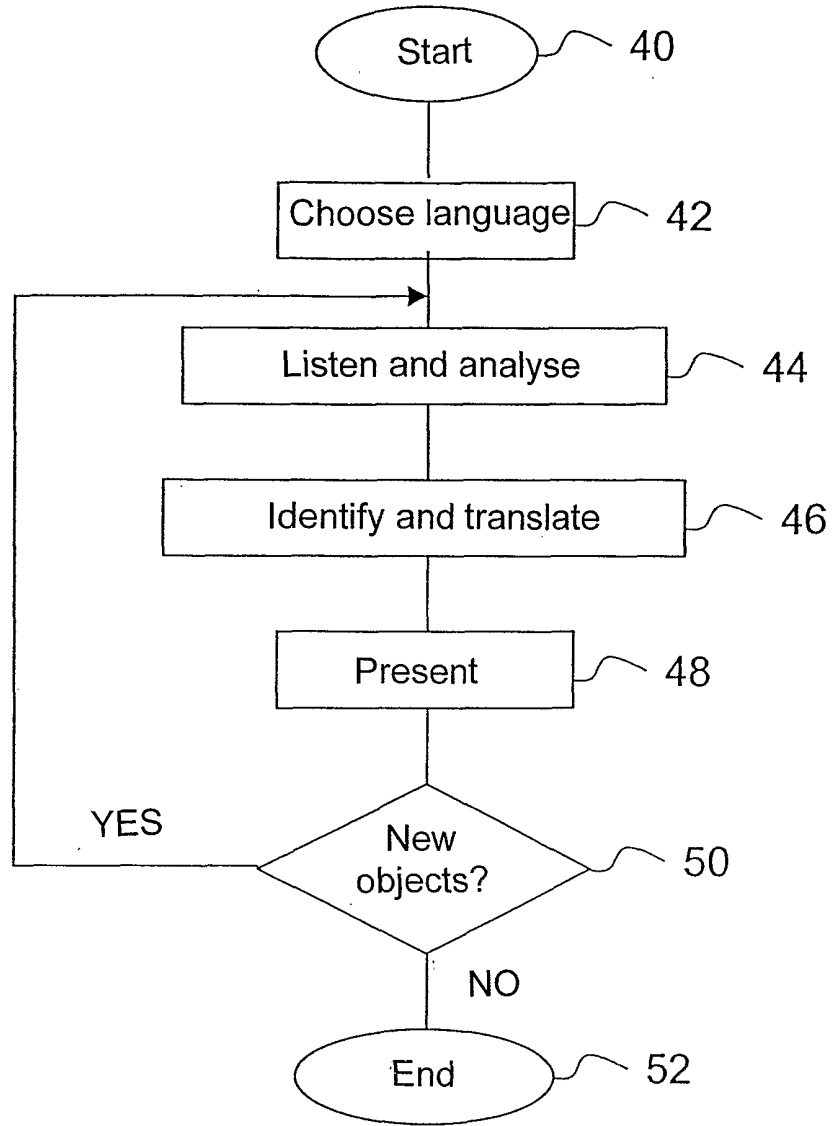 Start
40
Choose language
42
Listen and analyse
44
Identify and translate
46
Present
48
YES
New
objects?
50
NO
End
52